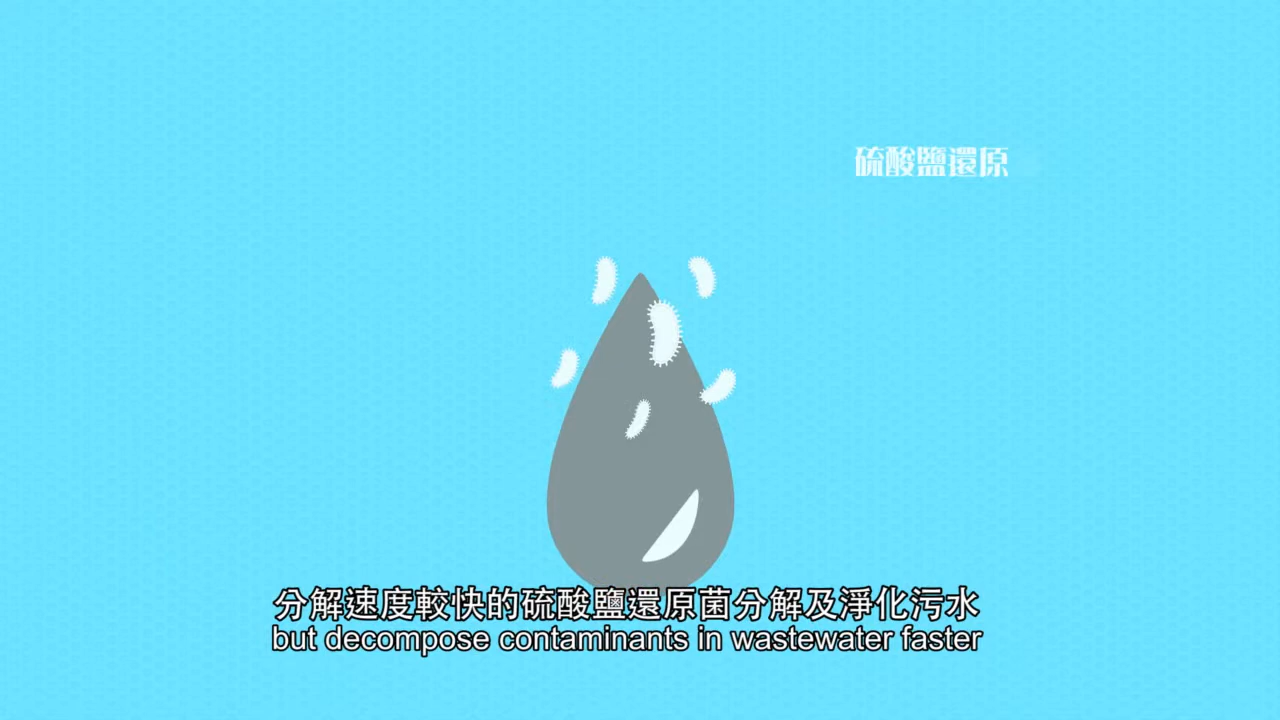 硫酸鹽還原
分解速度較快的硫酸鹽還原菌分解及淨化污水
but decompose contaminants in wastewater faster